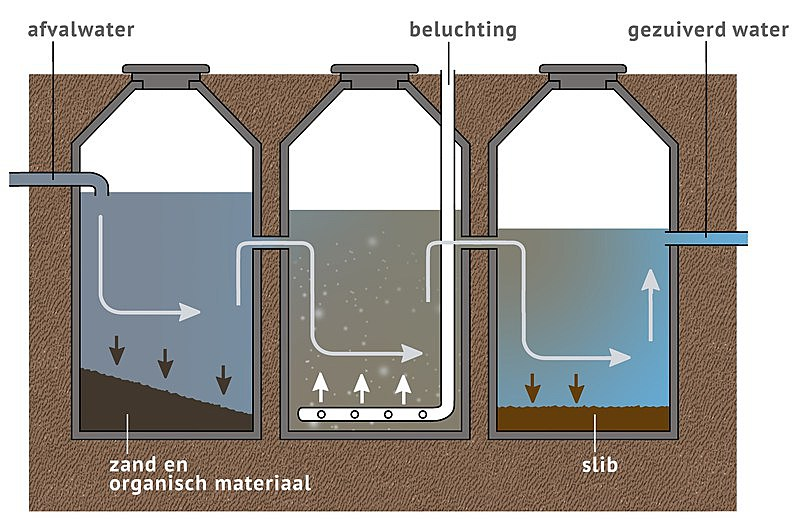 afvalwater
beluchting
gezuiverd water
zand en
organisch materiaal
slib